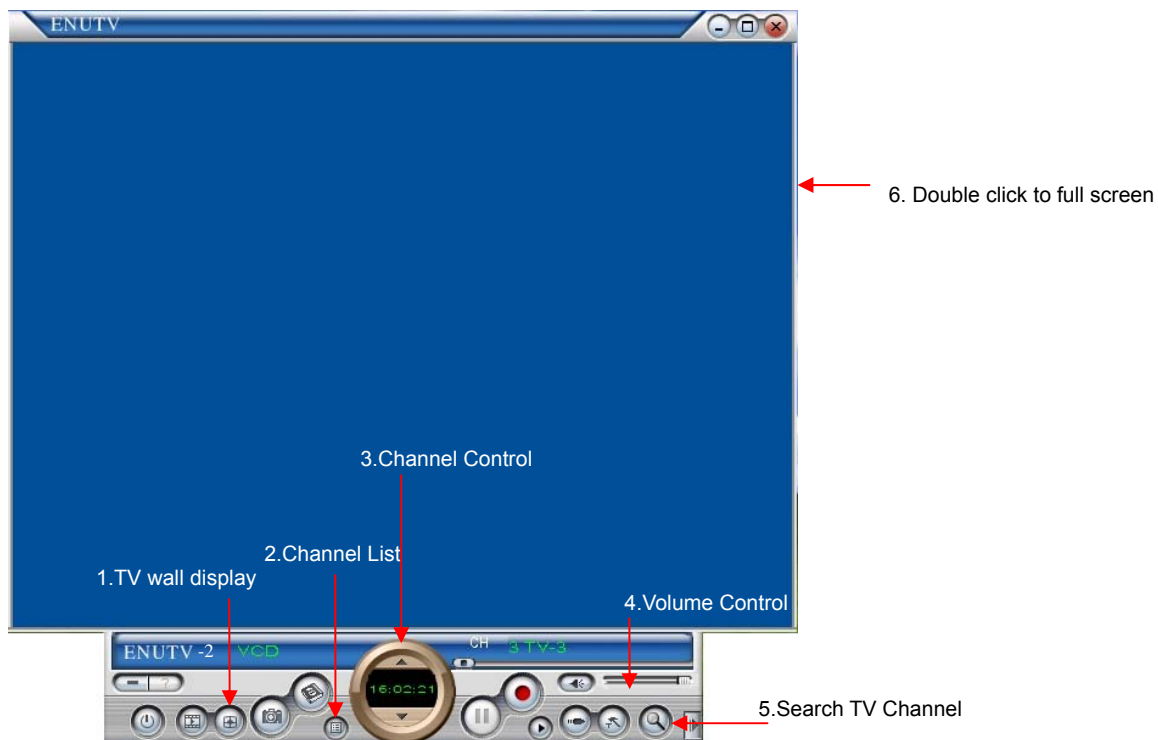 ENUTV
6. Double click to full screen
3.Channel Control
2.Channel List
1.TV wall display
4.Volume Control
ENUTV -2 VCD
CH 3 TV-3
?
16:02:21
5.Search TV Channel